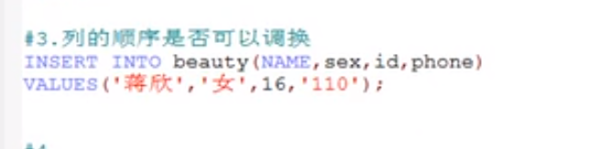 #3.列的顺序是否可以调换
INSERT INTO beauty(NAME,sex,id,phone)
VALUES('蒋欣','女',16,'110');